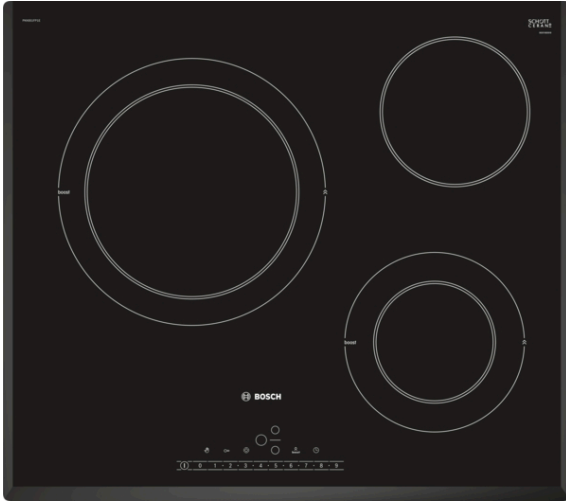 SCHOTT
CERAN®
boost
boost
BOSCH
0 1 · 2 · 3 · 4 · 5 · 6 · 7 · 8 · 9